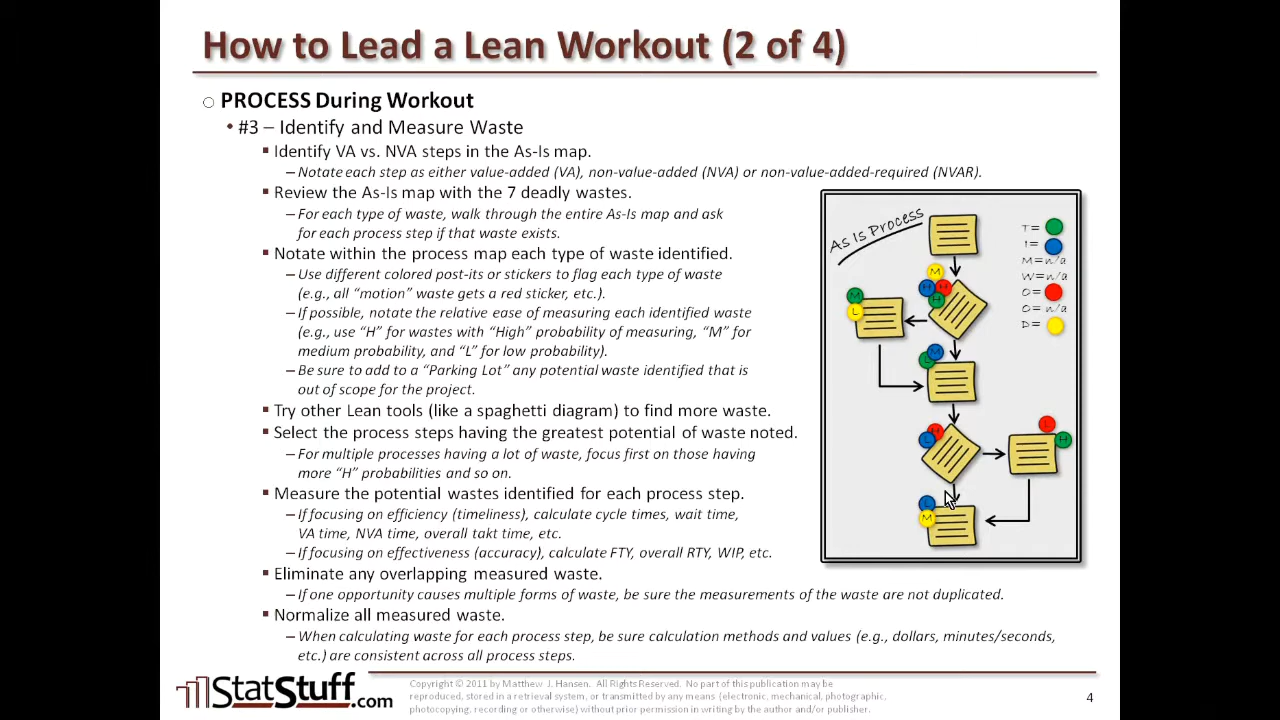 How to Lead a Lean Workout (2 of 4)
PROCESS During Workout
#3 – Identify and Measure Waste
Identify VA vs. NVA steps in the As-Is map.
– Notate each step as either value-added (VA), non-value-added (NVA) or non-value-added-required (NVAR).
Review the As-Is map with the 7 deadly wastes.
– For each type of waste, walk through the entire As-Is map and ask
for each process step if that waste exists.
Notate within the process map each type of waste identified.
– Use different colored post-its or stickers to flag each type of waste
(e.g., all “motion” waste gets a red sticker, etc.).
– If possible, notate the relative ease of measuring each identified waste
(e.g., use “H” for wastes with “High” probability of measuring, “M” for
medium probability, and “L” for low probability).
– Be sure to add to a “Parking Lot” any potential waste identified that is
out of scope for the project.
Try other Lean tools (like a spaghetti diagram) to find more waste.
Select the process steps having the greatest potential of waste noted.
– For multiple processes having a lot of waste, focus first on those having
more “H” probabilities and so on.
Measure the potential wastes identified for each process step.
– If focusing on efficiency (timeliness), calculate cycle times, wait time,
VA time, NVA time, overall takt time, etc.
– If focusing on effectiveness (accuracy), calculate FTY, overall RTY, WIP, etc.
Eliminate any overlapping measured waste.
– If one opportunity causes multiple forms of waste, be sure the measurements of the waste are not duplicated.
Normalize all measured waste.
– When calculating waste for each process step, be sure calculation methods and values (e.g., dollars, minutes/seconds,
etc.) are consistent across all process steps.
As Is Process
T=
I=
M=n/a
W=n/a
O=
O=n/a
D=
M
H H
H
M
L
M
L
H
L
L
H
L
M
StatStuff.com
Copyright © 2011 by Matthew J. Hansen. All Rights Reserved. No part of this publication may be
reproduced, stored in a retrieval system, or transmitted by any means (electronic, mechanical, photographic,
photocopying, recording or otherwise) without prior permission in writing by the author and/or publisher.
4